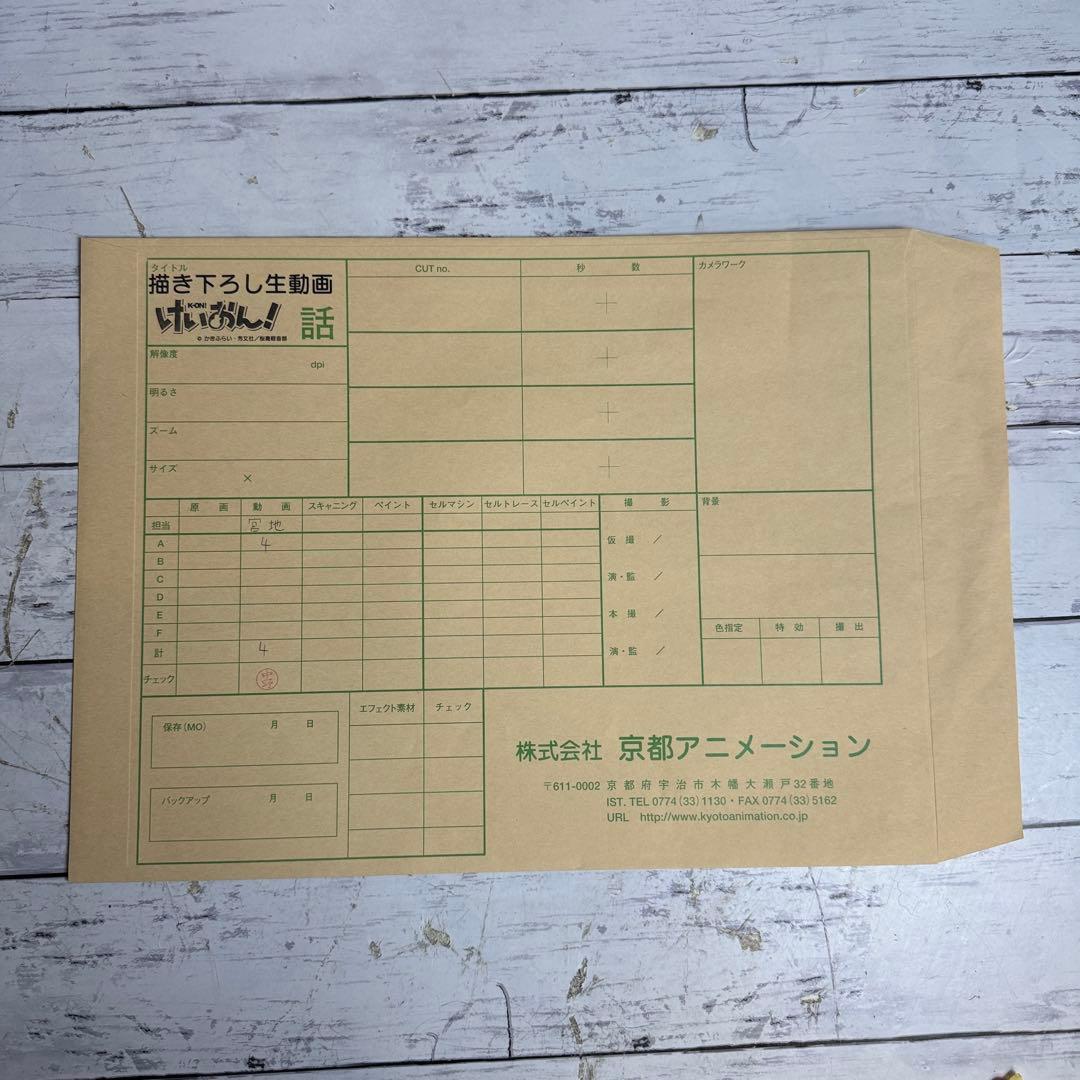 タイトル
描き下ろし生動画
K-ON!
けいおん!
話
© かきふらい・芳文社／桜高軽音部
CUT no.
秒 数
カメラワーク
解像度
dpi
明るさ
ズーム
サイズ
×
原 画
動 画
スキャニング
ペイント
セルマシン
セルトレース
セルペイント
撮 影
背景
担当
宮地
A
4
B
C
D
E
F
計
4
チェック
仮 撮 ／
演・監 ／
本 撮 ／
演・監 ／
色指定
特 効
撮 出
保存(MO) 月 日
バックアップ 月 日
エフェクト素材
チェック
株式会社 京都アニメーション
〒611-0002 京都府宇治市木幡大瀬戸32番地
IST. TEL 0774(33)1130・FAX 0774(33)5162
URL http://www.kyotoanimation.co.jp